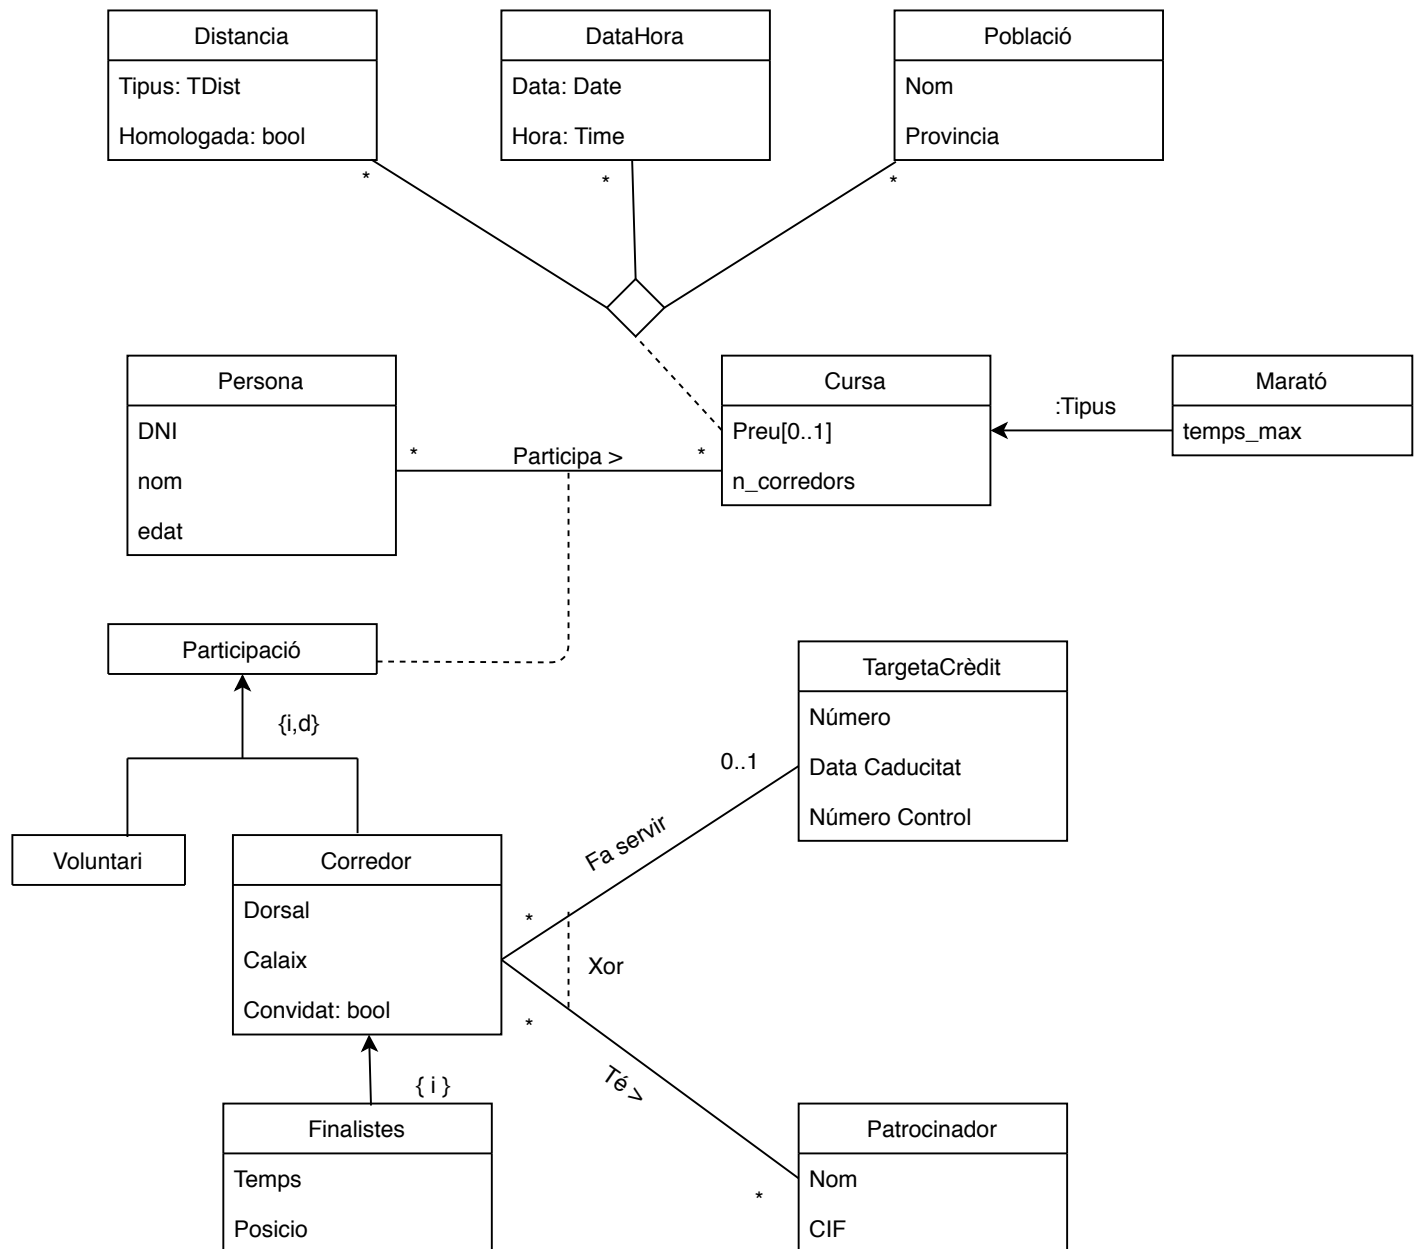 Distancia
Tipus: TDist
Homologada: bool
DataHora
Data: Date
Hora: Time
Població
Nom
Provincia
*
*
*
Persona
DNI
nom
edat
*
Participa >
*
Cursa
Preu[0..1]
n_corredors
:Tipus
Marató
temps_max
Participació
{i,d}
Voluntari
Corredor
Dorsal
Calaix
Convidat: bool
TargetaCrèdit
Número
Data Caducitat
Número Control
0..1
Fa servir
*
Xor
*
Té >
*
{ i }
Finalistes
Temps
Posicio
Patrocinador
Nom
CIF